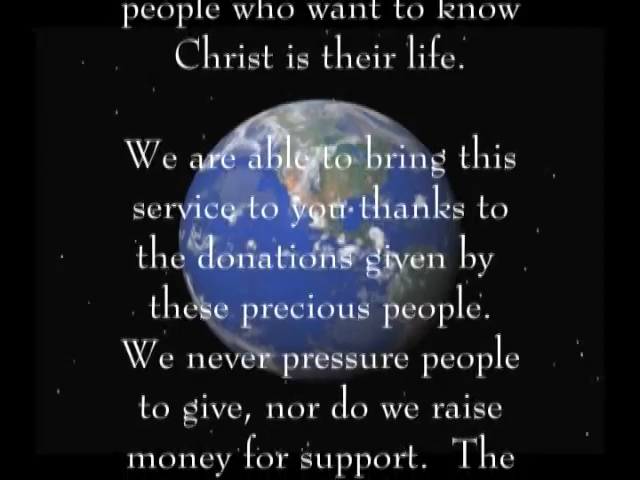 people who want to know
Christ is their life.
We are able to bring this
service to you thanks to
the donations given by
these precious people.
We never pressure people
to give, nor do we raise
money for support. The